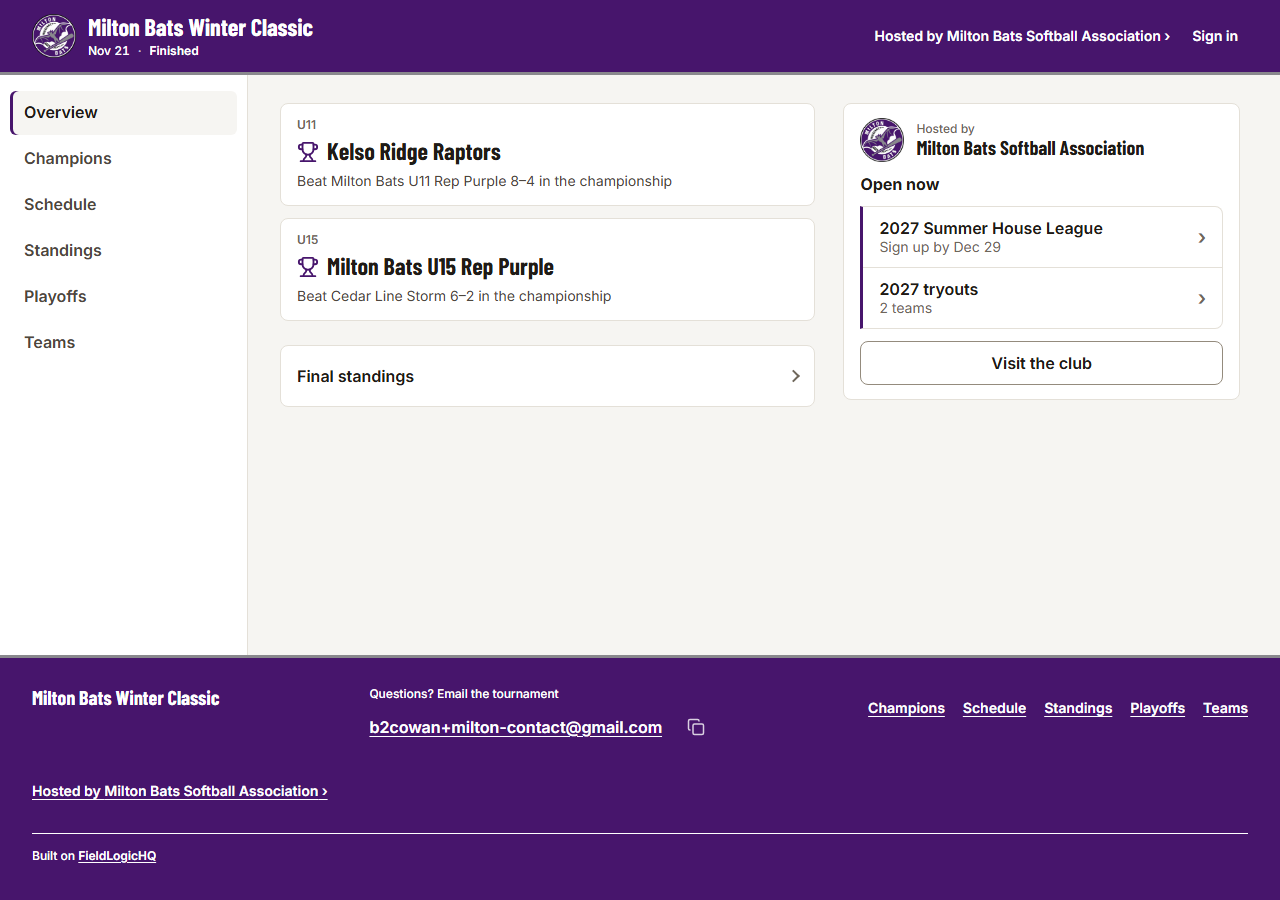 Milton Bats Winter Classic
Nov 21 · Finished
Hosted by Milton Bats Softball Association ›
Sign in
Overview
Champions
Schedule
Standings
Playoffs
Teams
U11
Kelso Ridge Raptors
Beat Milton Bats U11 Rep Purple 8–4 in the championship
U15
Milton Bats U15 Rep Purple
Beat Cedar Line Storm 6–2 in the championship
Final standings
MILTON
BATS
Hosted by
Milton Bats Softball Association
Open now
2027 Summer House League
Sign up by Dec 29
2027 tryouts
2 teams
Visit the club
Milton Bats Winter Classic
Questions? Email the tournament
b2cowan+milton-contact@gmail.com
Champions Schedule Standings Playoffs Teams
Hosted by Milton Bats Softball Association ›
Built on FieldLogicHQ